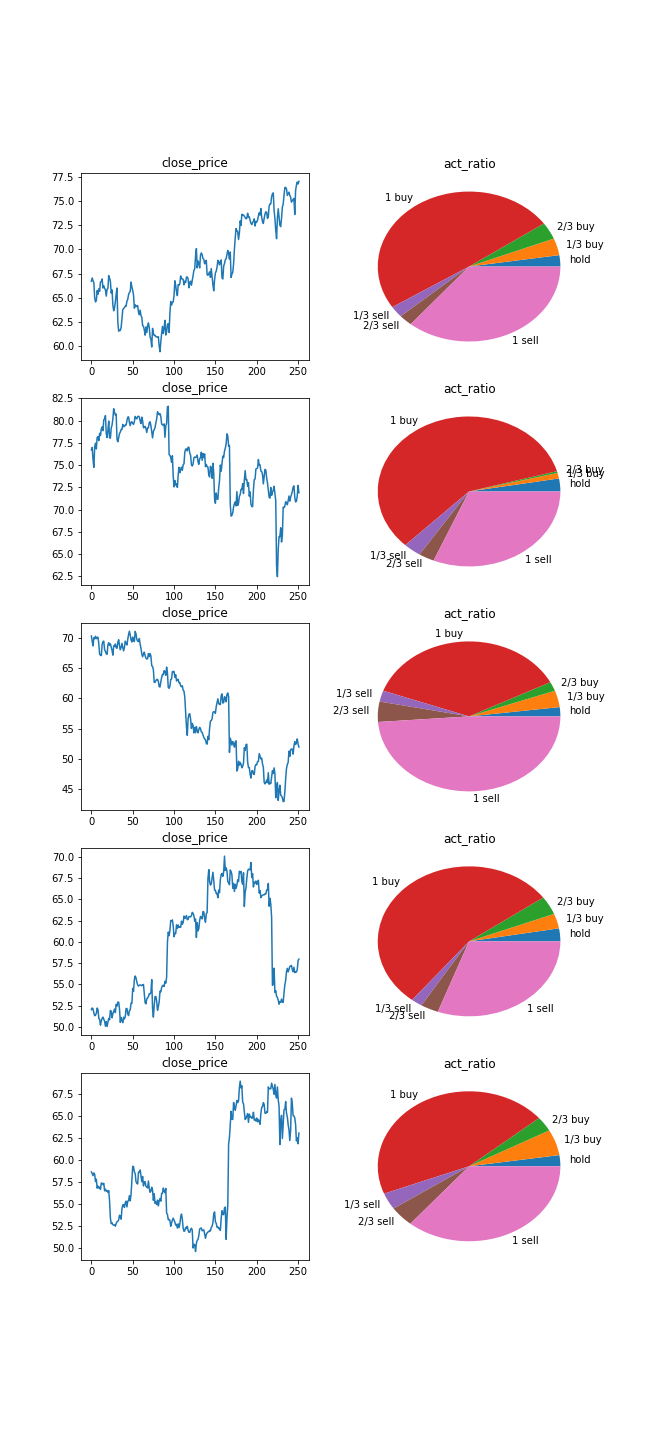 close_price
77.5
75.0
72.5
70.0
67.5
65.0
62.5
60.0
0 50 100 150 200 250
act_ratio
1 buy
2/3 buy
1/3 buy
hold
1/3 sell
2/3 sell
1 sell
close_price
82.5
80.0
77.5
75.0
72.5
70.0
67.5
65.0
62.5
0 50 100 150 200 250
act_ratio
1 buy
2/3 buy
1/3 buy
hold
1/3 sell
2/3 sell
1 sell
close_price
70
65
60
55
50
45
0 50 100 150 200 250
act_ratio
1 buy
2/3 buy
1/3 buy
hold
1/3 sell
2/3 sell
1 sell
close_price
70.0
67.5
65.0
62.5
60.0
57.5
55.0
52.5
50.0
0 50 100 150 200 250
act_ratio
1 buy
2/3 buy
1/3 buy
hold
1/3 sell
2/3 sell
1 sell
close_price
67.5
65.0
62.5
60.0
57.5
55.0
52.5
50.0
0 50 100 150 200 250
act_ratio
1 buy
2/3 buy
1/3 buy
hold
1/3 sell
2/3 sell
1 sell